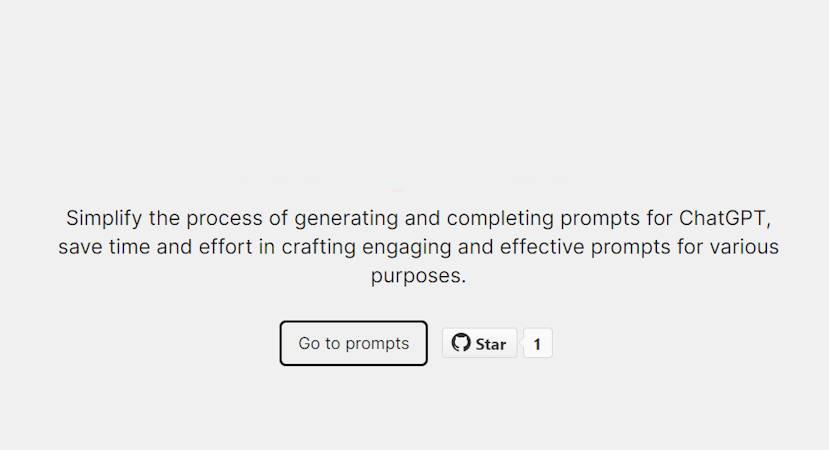 Simplify the process of generating and completing prompts for ChatGPT,
save time and effort in crafting engaging and effective prompts for various
purposes.
Go to prompts
Star
1